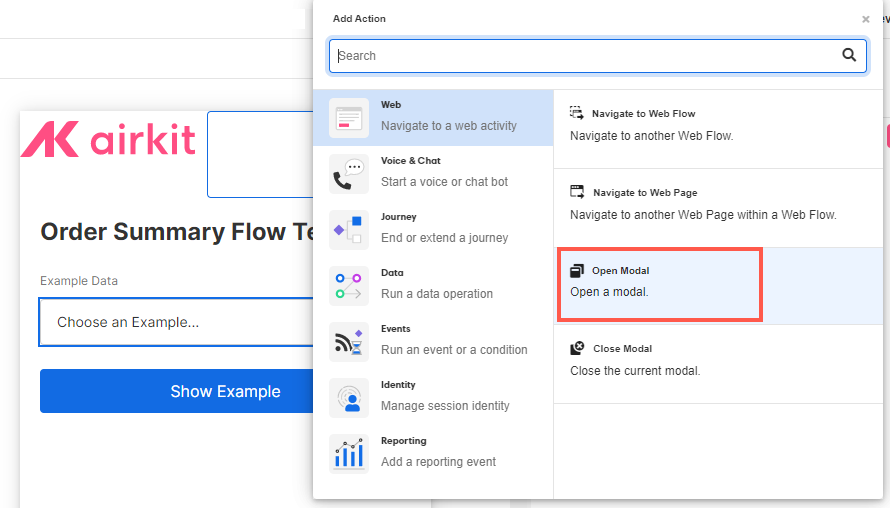 Add Action
×
Search
airkit
Order Summary Flow Te
Example Data
Choose an Example...
Show Example
Web
Navigate to a web activity
Voice & Chat
Start a voice or chat bot
Journey
End or extend a journey
Data
Run a data operation
Events
Run an event or a condition
Identity
Manage session identity
Reporting
Add a reporting event
Navigate to Web Flow
Navigate to another Web Flow.
Navigate to Web Page
Navigate to another Web Page within a Web Flow.
Open Modal
Open a modal.
Close Modal
Close the current modal.